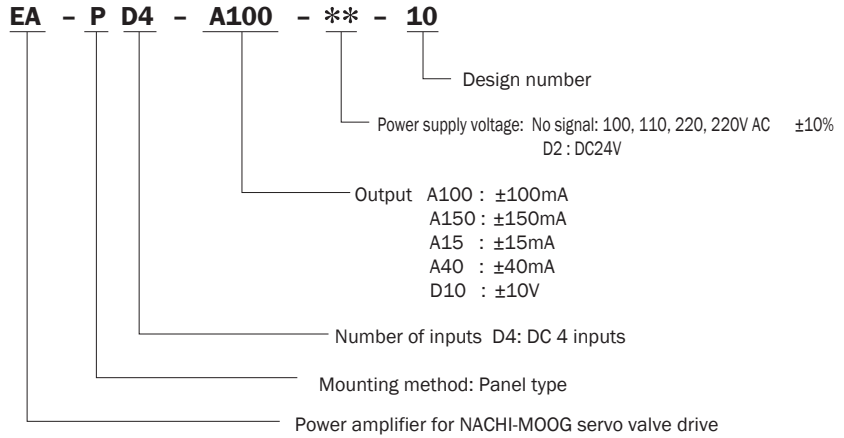 EA – P D4 – A100 – ** – 10
Design number
Power supply voltage: No signal: 100, 110, 220, 220V AC ±10%
D2 : DC24V
Output A100 : ±100mA
A150 : ±150mA
A15 : ±15mA
A40 : ±40mA
D10 : ±10V
Number of inputs D4: DC 4 inputs
Mounting method: Panel type
Power amplifier for NACHI-MOOG servo valve drive